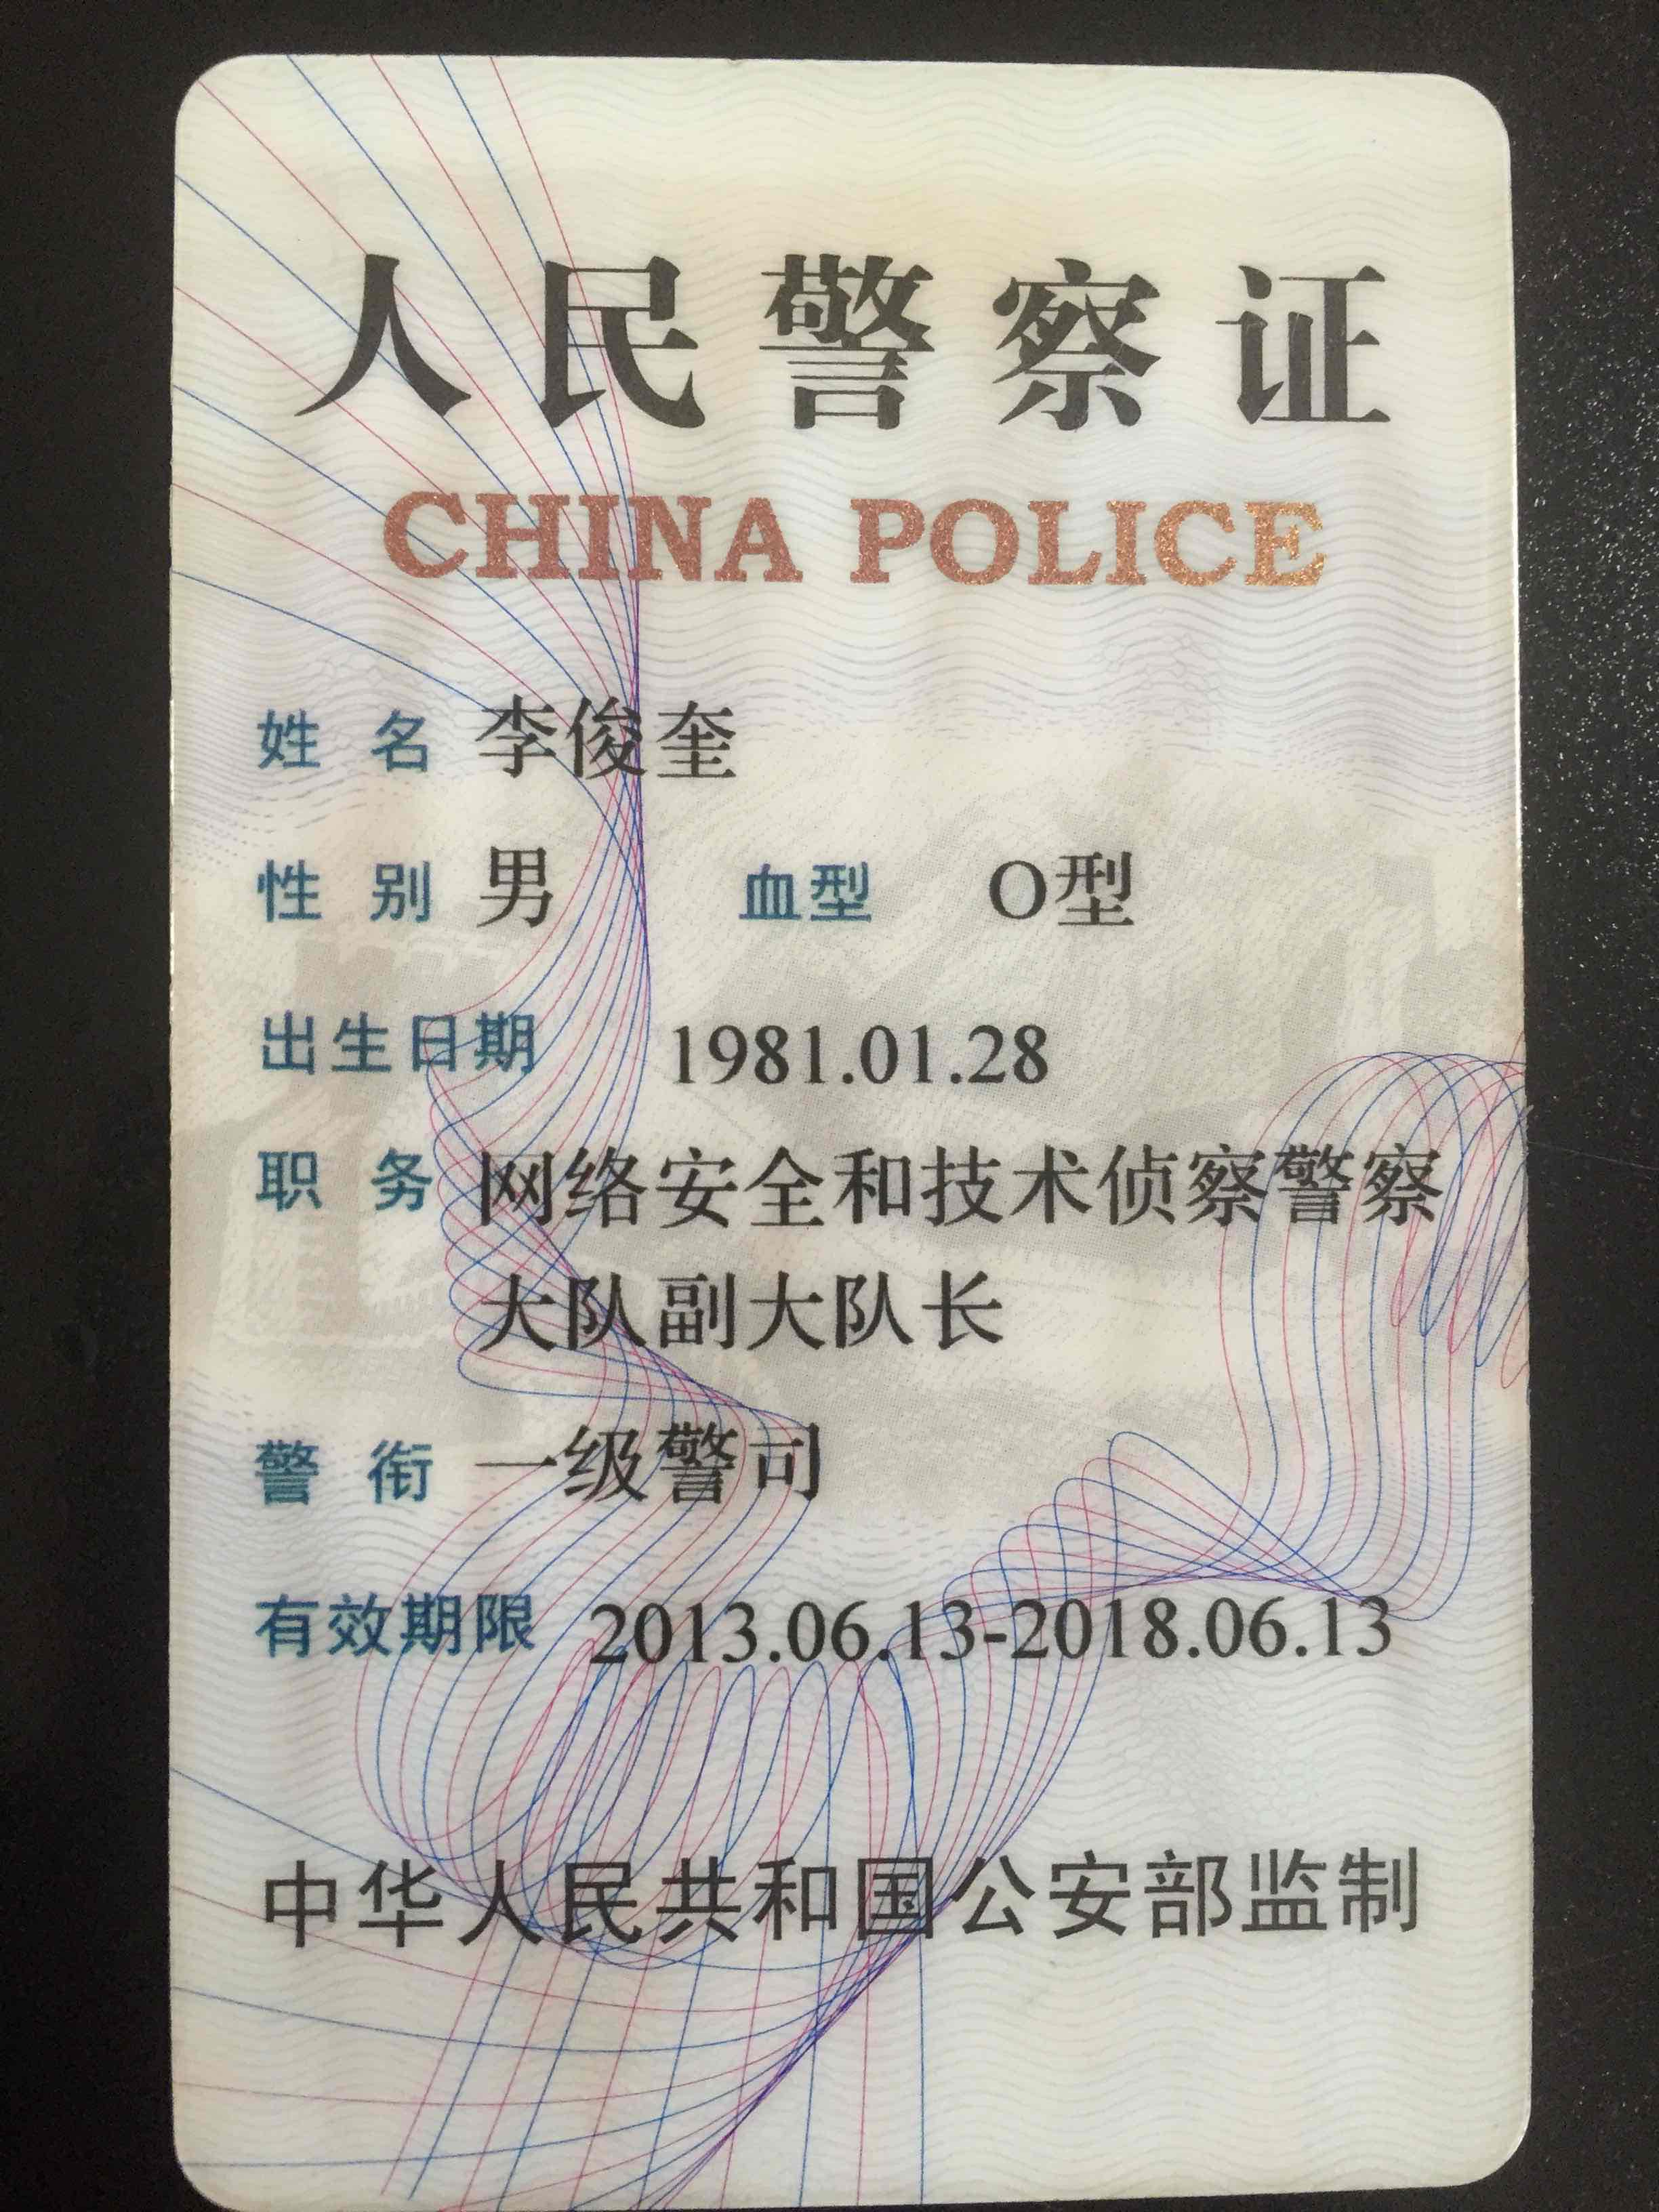 人民警察证
CHINA POLICE
姓 名 李俊奎
性 别 男 血型 O型
出生日期 1981.01.28
职 务 网络安全和技术侦察警察
大队副大队长
警 衔 一级警司
有效期限 2013.06.13-2018.06.13
中华人民共和国公安部监制